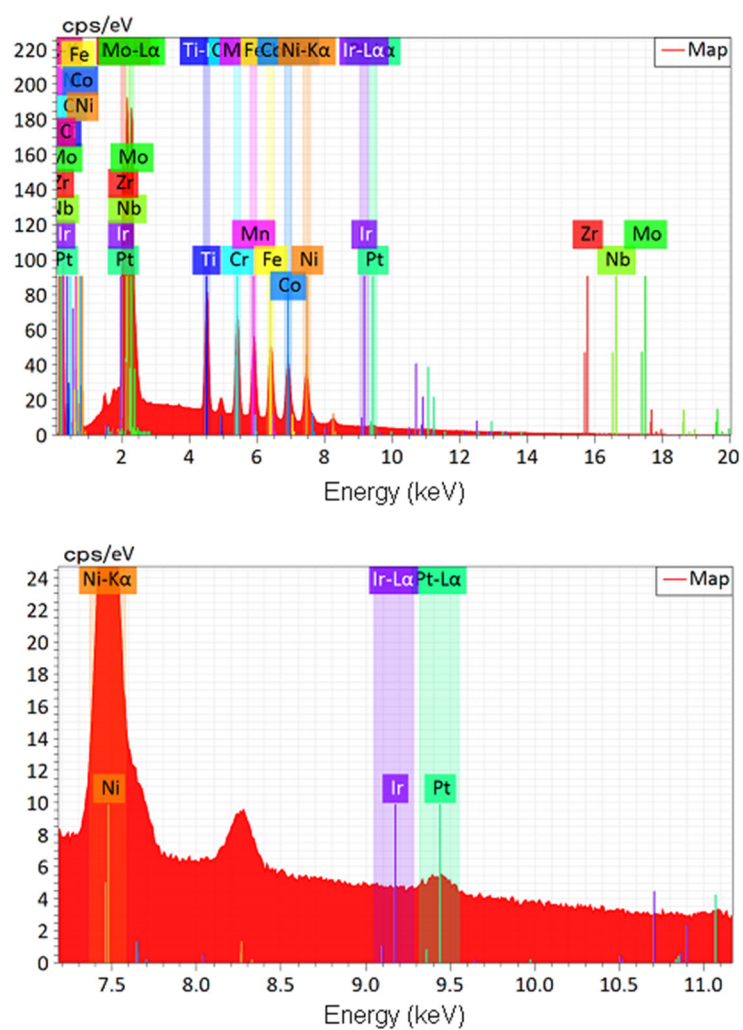 cps/eV
220 Fe Mo-Lα Ti- Fe Co Ni-Kα Ir-Lα Map
200 Co
180 C Ni
160 C
140 Mo Mo
Zr Zr
120 Nb Nb
100 Ir Ir Mn Ir Zr Mo
Pt Pt Ti Cr Fe Ni Pt Nb
80 Co
60
40
20
0
2 4 6 8 10 12 14 16 18 20
Energy (keV)
cps/eV
24 Ni-Kα Ir-Lα Pt-Lα Map
22
20
18
16
14
12
10 Ni Ir Pt
8
6
4
2
0
7.5 8.0 8.5 9.0 9.5 10.0 10.5 11.0
Energy (keV)